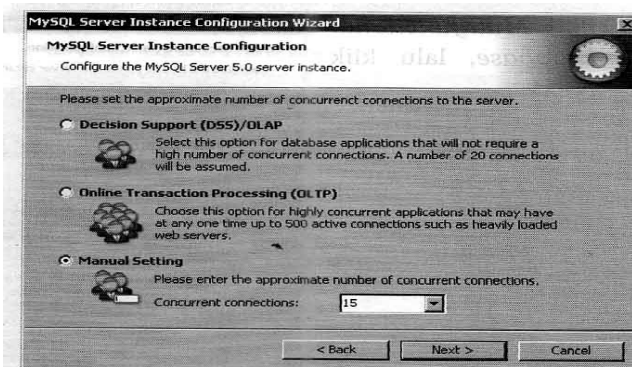 MySQL Server Instance Configuration Wizard
MySQL Server Instance Configuration
Configure the MySQL Server 5.0 server instance.
Please set the approximate number of concurrenct connections to the server.
Decision Support (DSS)/OLAP
Select this option for database applications that will not require a
high number of concurrent connections. A number of 20 connections
will be assumed.
Online Transaction Processing (OLTP)
Choose this option for highly concurrent applications that may have
at any one time up to 500 active connections such as heavily loaded
web servers.
Manual Setting
Please enter the approximate number of concurrent connections.
Concurrent connections: 15
< Back Next > Cancel